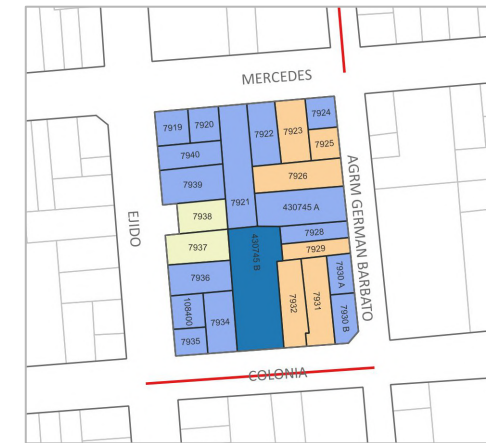 MERCEDES
7919
7920
7922
7923
7924
7925
7940
7939
7921
7926
430745 A
7938
7937
7928
7929
430745 B
7936
7932
7931
7930 A
7930 B
108400
7934
7935
EJIDO
AGRM GERMAN BARBATO
COLONIA